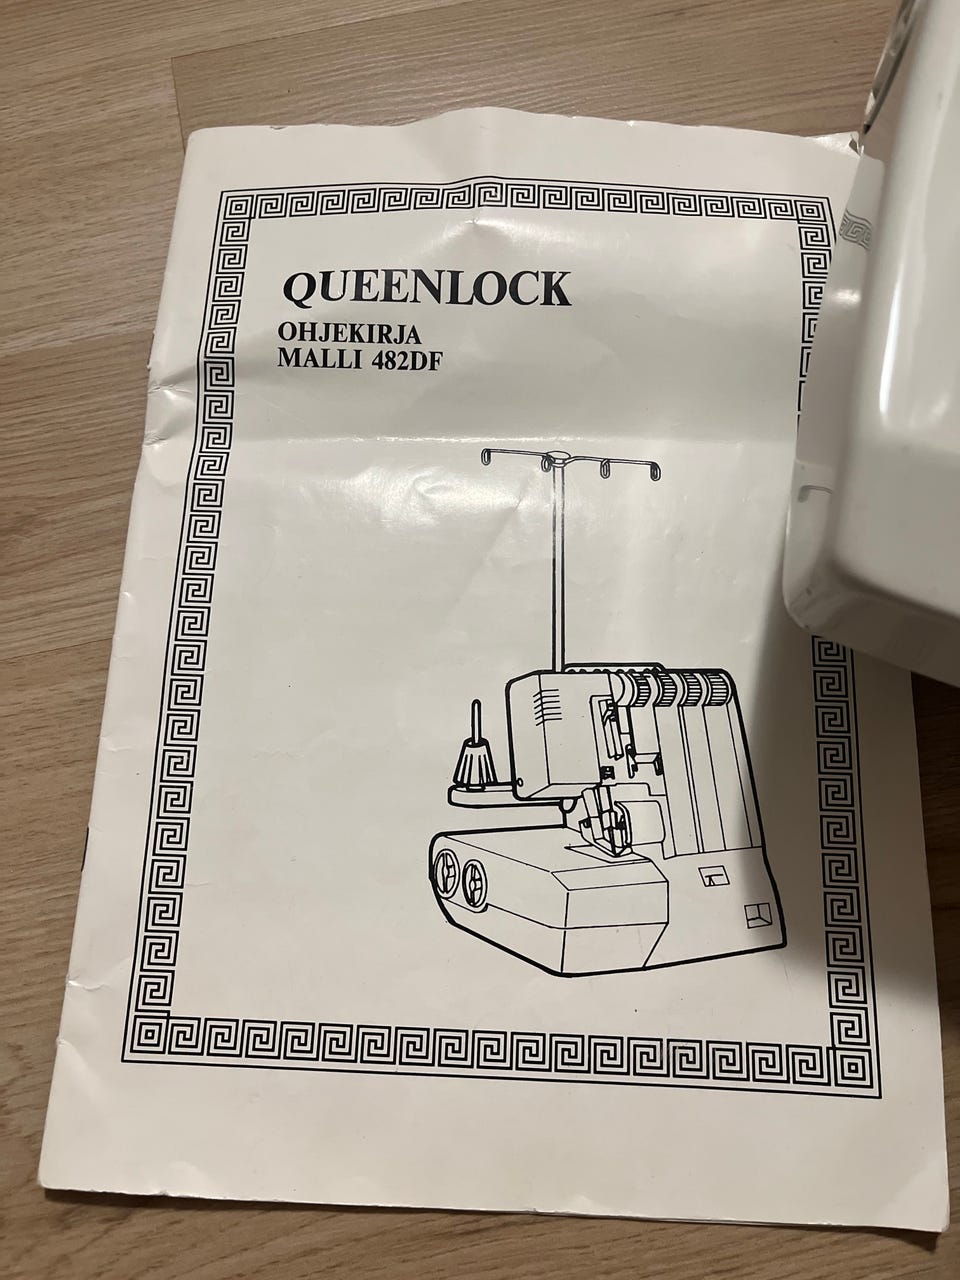 QUEENLOCK
OHJEKIRJA
MALLI 482DF